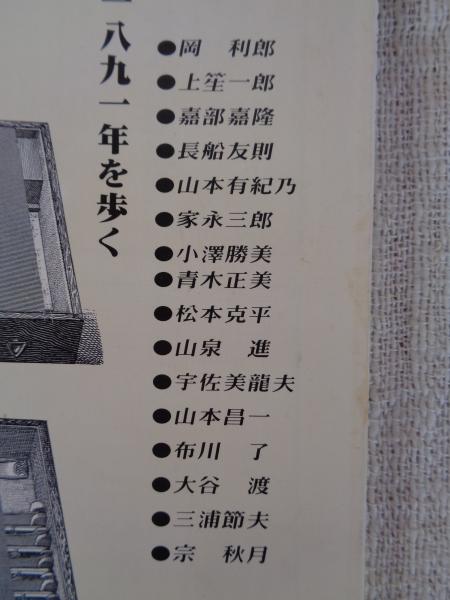 一八九一年を歩く
●岡　利郎
●上笙一郎
●嘉部嘉隆
●長船友則
●山本有紀乃
●家永三郎
●小澤勝美
●青木正美
●松本克平
●山泉　進
●宇佐美龍夫
●山本昌一
●布川　了
●大谷　渡
●三浦節夫
●宗　秋月